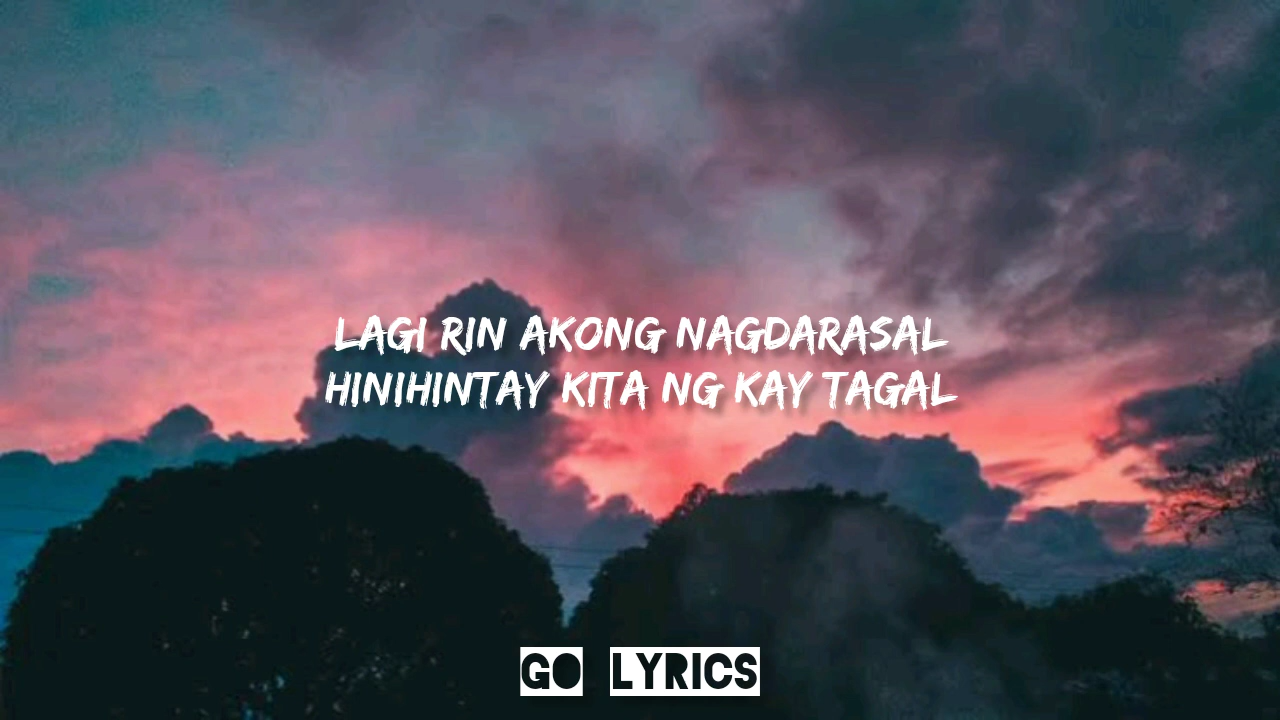 LAGI RIN AKONG NAGDARASAL
HINIHINTAY KITA NG KAY TAGAL
GO LYRICS